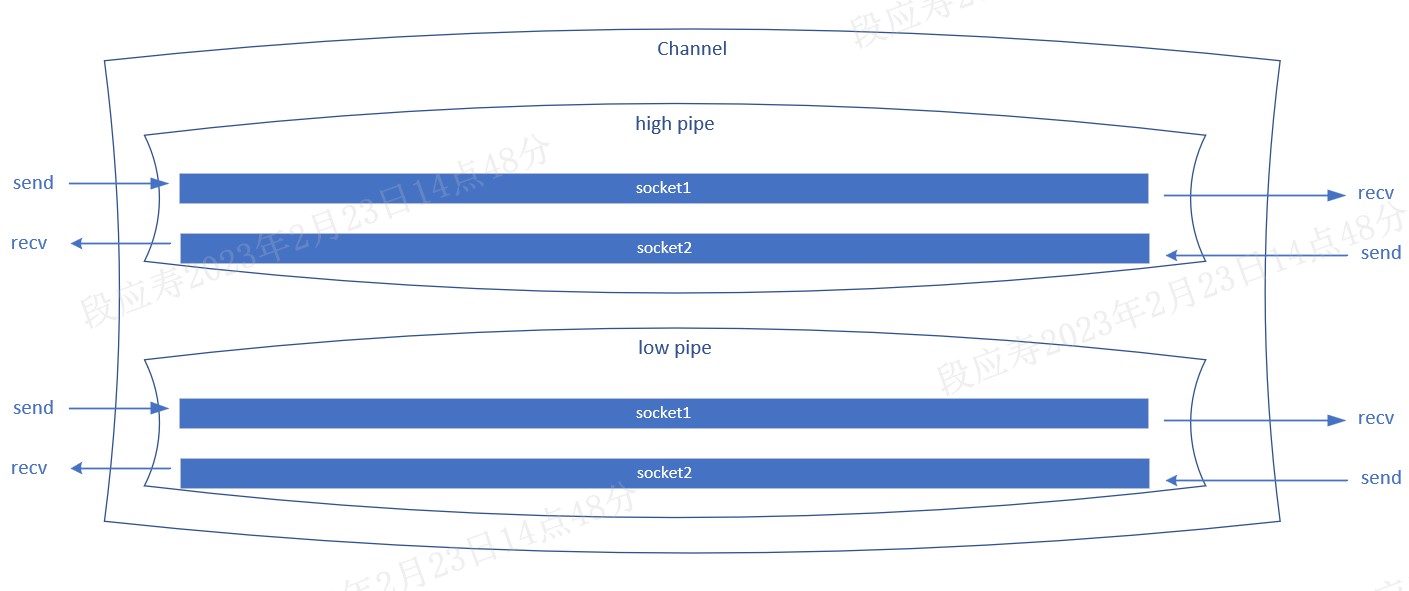 段应寿2
Channel
high pipe
段应寿2023年2月23日14点48分
send
socket1
recv
recv
socket2
send
段应寿2023年2月23日14点48分
low pipe
send
socket1
recv
recv
socket2
send
年2月23日14点48分